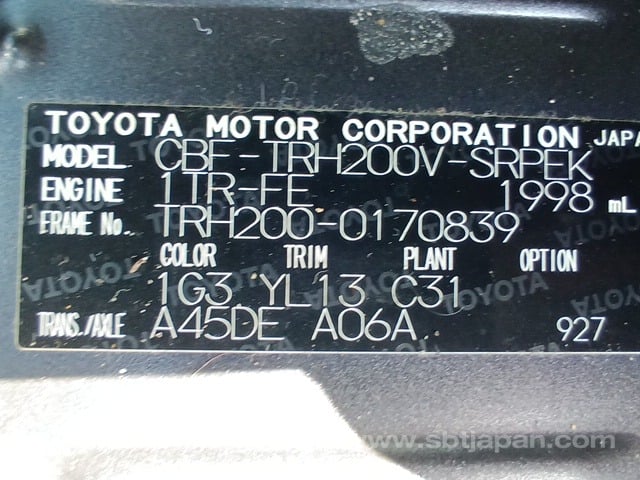 TOYOTA MOTOR CORPORATION JAPA
MODEL CBF-TRH200V-SRPEK
ENGINE 1TR-FE 1998 mL
FRAME No. TRH200-0170839
COLOR TRIM PLANT OPTION
1G3 YL13 C31
TRANS./AXLE A45DE A06A 927
www.sbtjapan.com